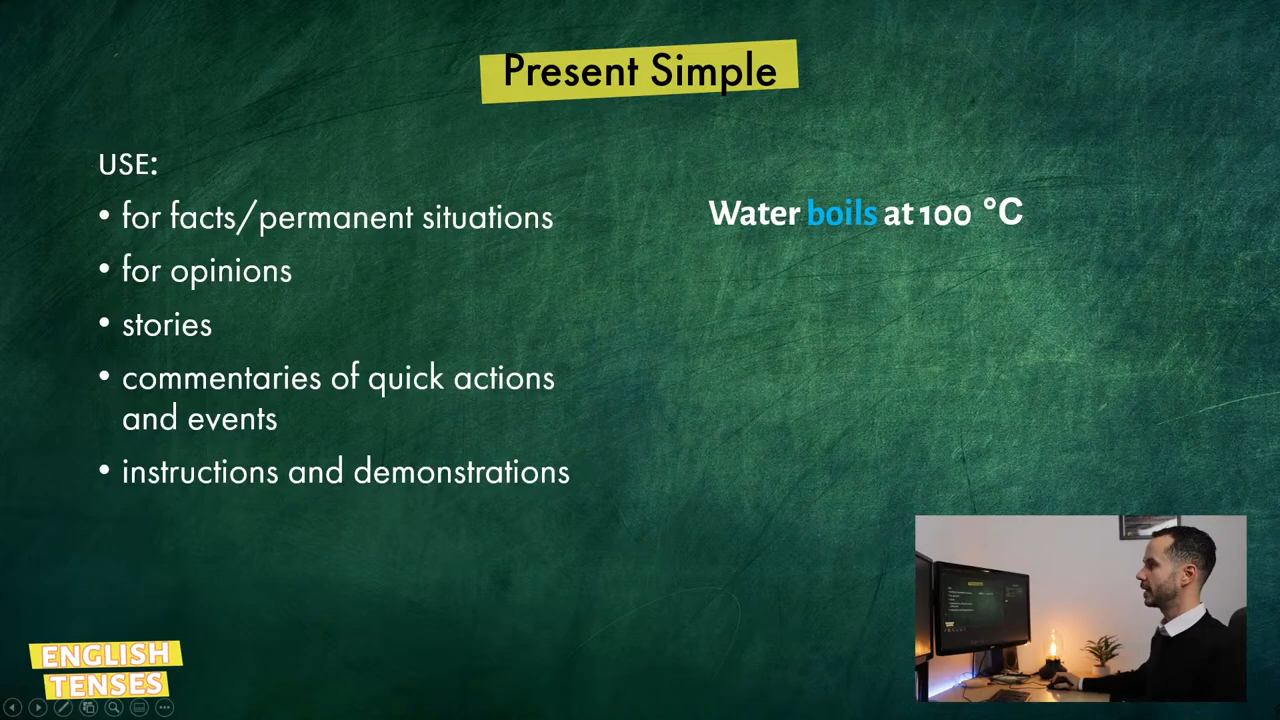 Present Simple
USE:
• for facts/permanent situations
Water boils at 100 °C
• for opinions
• stories
• commentaries of quick actions
and events
• instructions and demonstrations
ENGLISH
TENSES